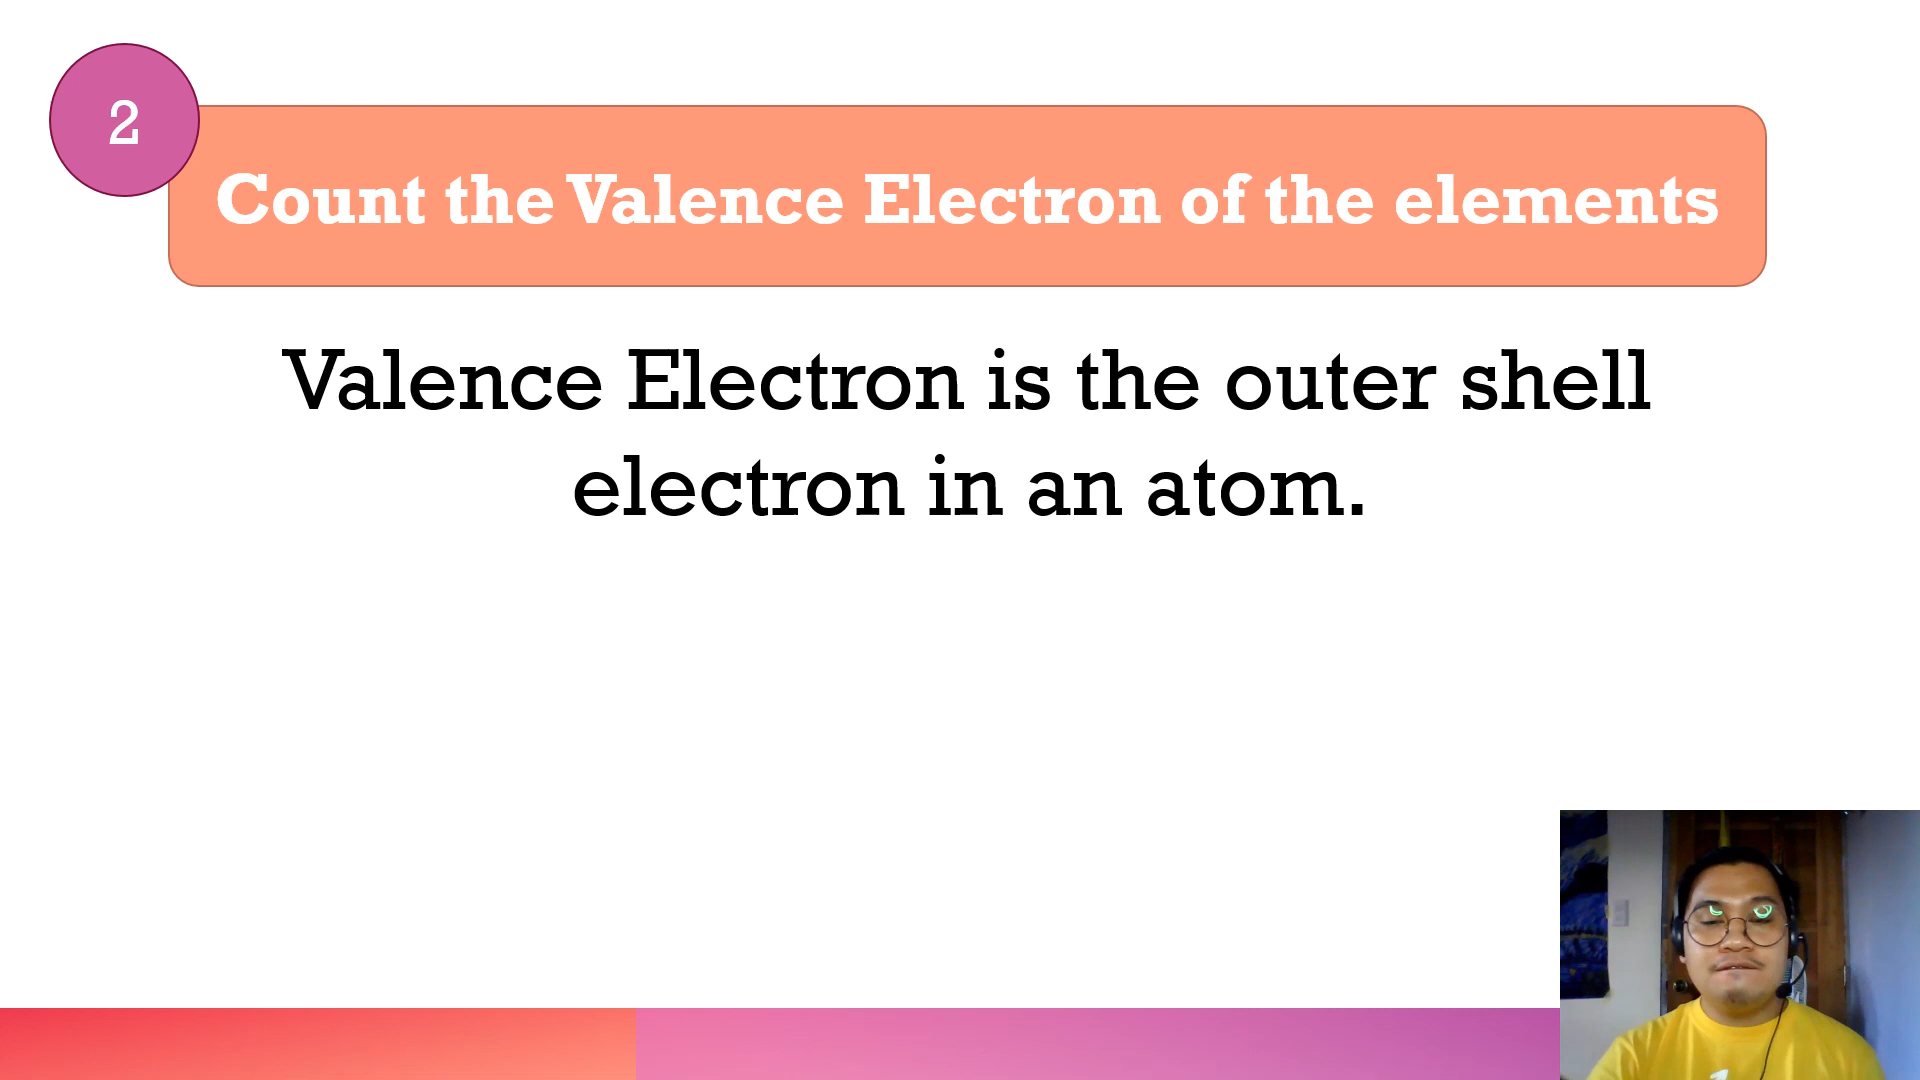 2
Count the Valence Electron of the elements
Valence Electron is the outer shell
electron in an atom.